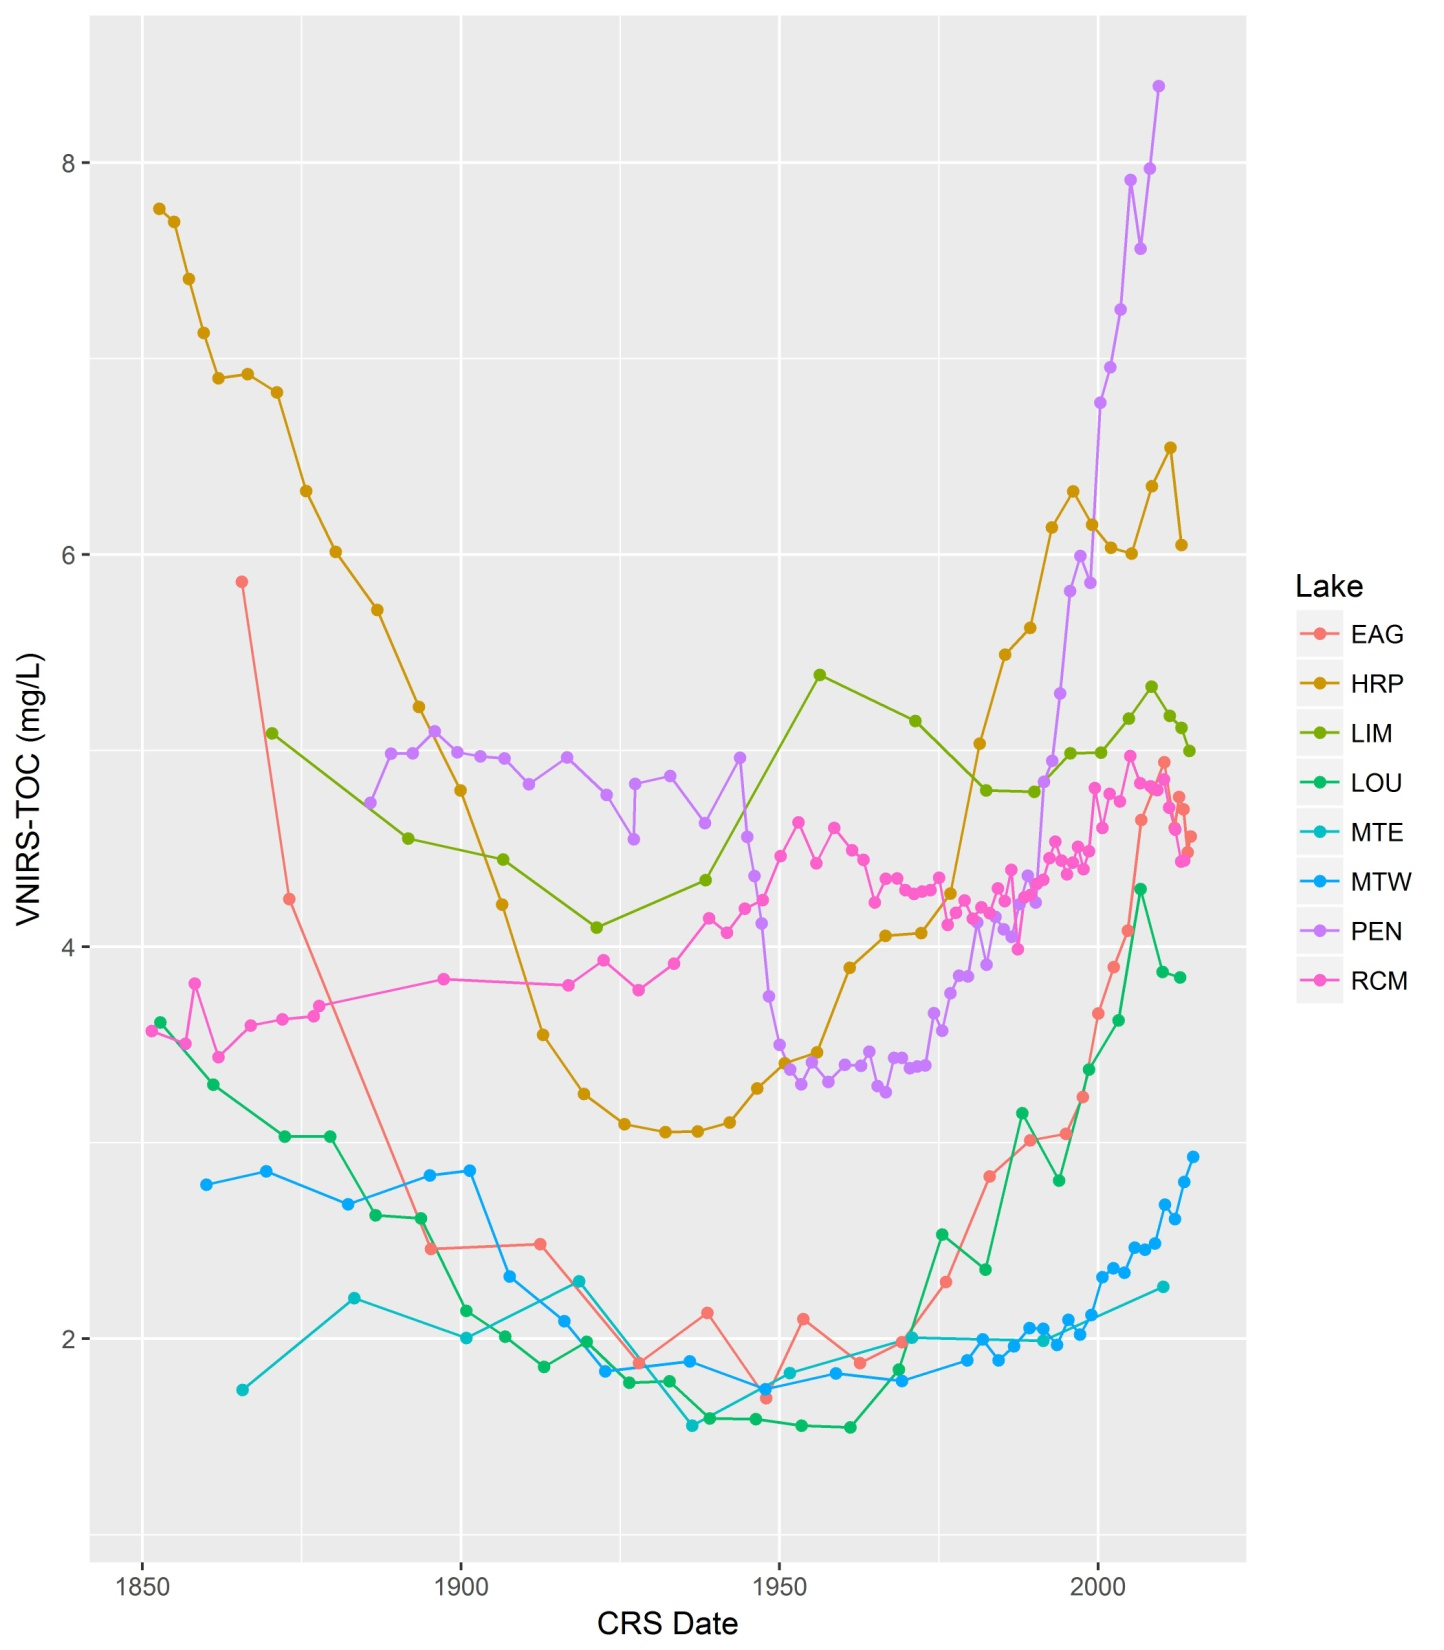 8
6
4
2
VNIRS-TOC (mg/L)
1850 1900 1950 2000
CRS Date
Lake
EAG
HRP
LIM
LOU
MTE
MTW
PEN
RCM